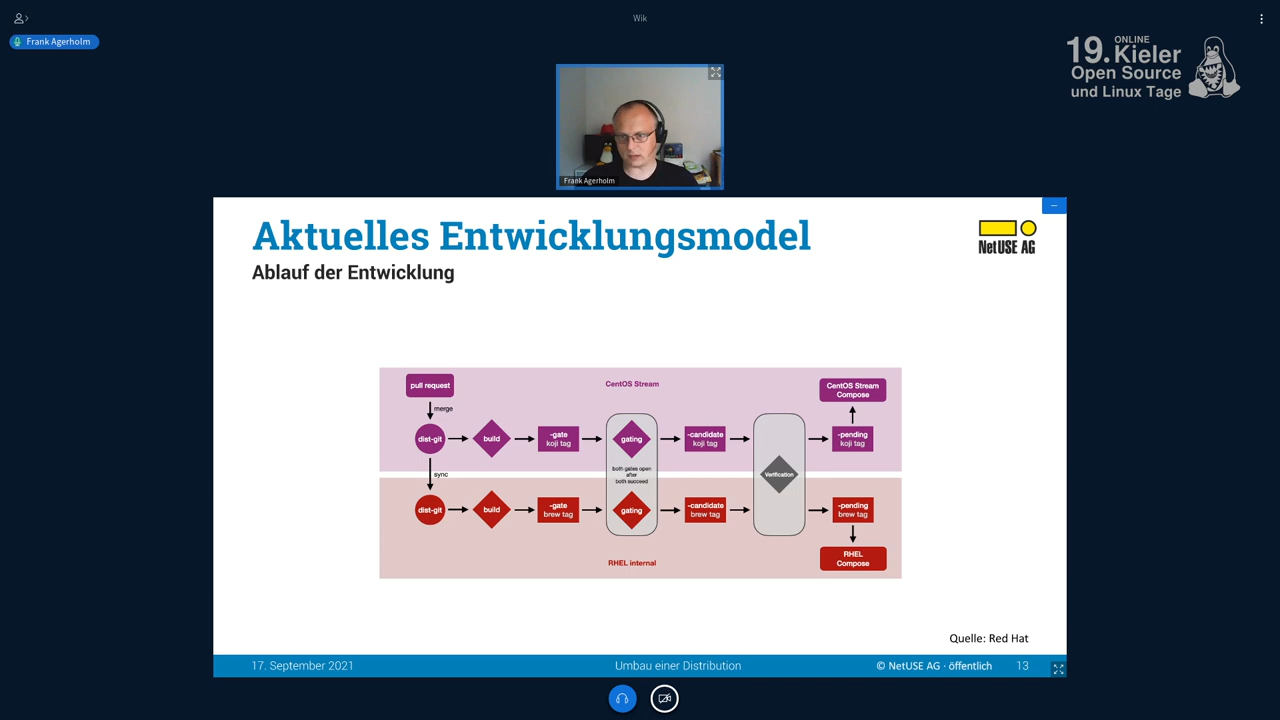 Wik
Frank Agerholm
ONLINE
19. Kieler
Open Source
und Linux Tage
Frank Agerholm
Aktuelles Entwicklungsmodel
Ablauf der Entwicklung
NetUSE AG
CentOS Stream
pull request
merge
dist-git
build
-gate
koji tag
gating
-candidate
koji tag
-pending
koji tag
CentOS Stream
Compose
both gates open
after
both succeed
Verification
sync
dist-git
build
-gate
brew tag
gating
-candidate
brew tag
-pending
brew tag
RHEL
Compose
RHEL internal
Quelle: Red Hat
17. September 2021
Umbau einer Distribution
© NetUSE AG · öffentlich
13